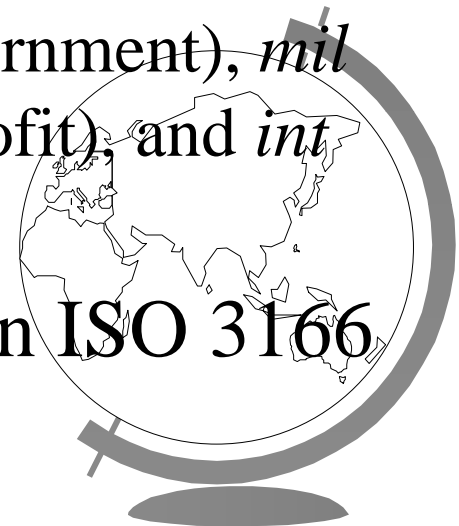 rnment), mil
ofit), and int
n ISO 3166